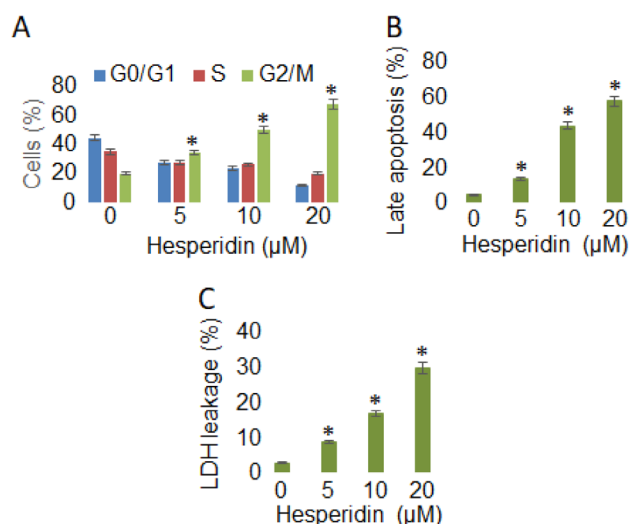 A
G0/G1 S G2/M
Cells (%)
80
60
40
20
0
* * *
0 5 10 20
Hesperidin (µM)
B
Late apoptosis (%)
80
60
40
20
0
* * *
0 5 10 20
Hesperidin (µM)
C
LDH leakage (%)
40
30
20
10
0
* * *
0 5 10 20
Hesperidin (µM)